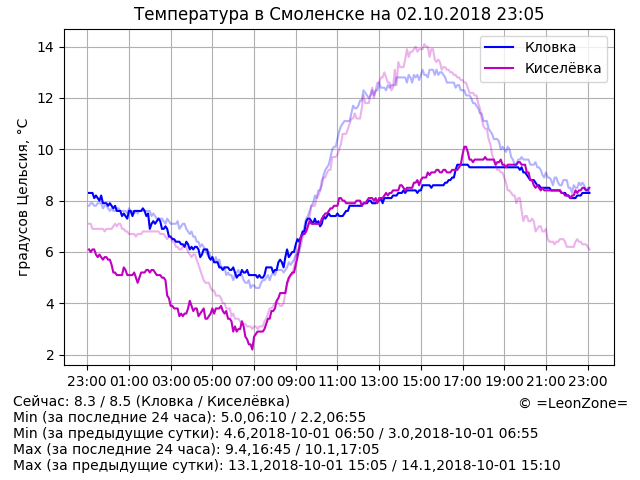 Температура в Смоленске на 02.10.2018 23:05
14
12
10
8
6
4
2
градусов Цельсия, °C
Кловка
Киселёвка
23:00 01:00 03:00 05:00 07:00 09:00 11:00 13:00 15:00 17:00 19:00 21:00 23:00
Сейчас: 8.3 / 8.5 (Кловка / Киселёвка)
© =LeonZone=
Min (за последние 24 часа): 5.0,06:10 / 2.2,06:55
Min (за предыдущие сутки): 4.6,2018-10-01 06:50 / 3.0,2018-10-01 06:55
Max (за последние 24 часа): 9.4,16:45 / 10.1,17:05
Max (за предыдущие сутки): 13.1,2018-10-01 15:05 / 14.1,2018-10-01 15:10